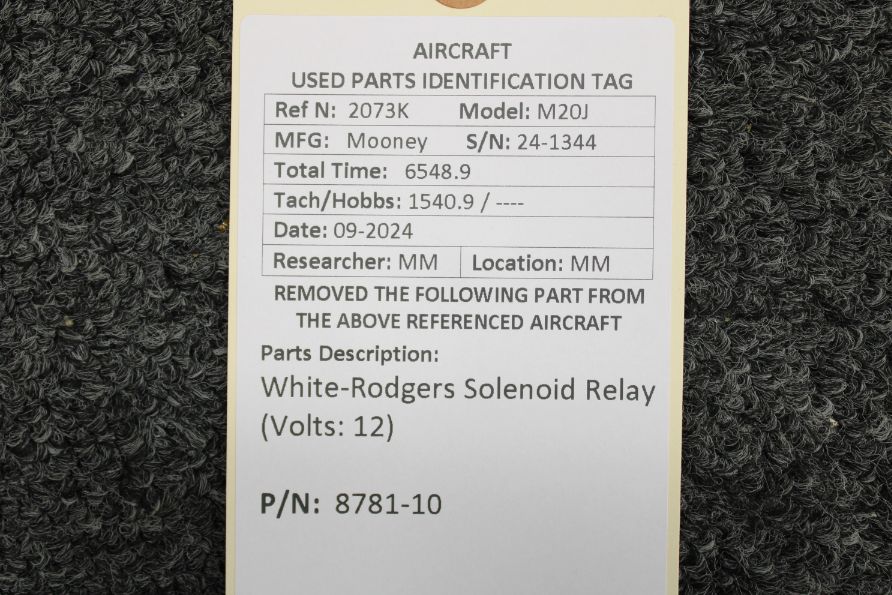 AIRCRAFT
USED PARTS IDENTIFICATION TAG
Ref N: 2073K Model: M20J
MFG: Mooney S/N: 24-1344
Total Time: 6548.9
Tach/Hobbs: 1540.9 / ----
Date: 09-2024
Researcher: MM Location: MM
REMOVED THE FOLLOWING PART FROM
THE ABOVE REFERENCED AIRCRAFT
Parts Description:
White-Rodgers Solenoid Relay
(Volts: 12)
P/N: 8781-10